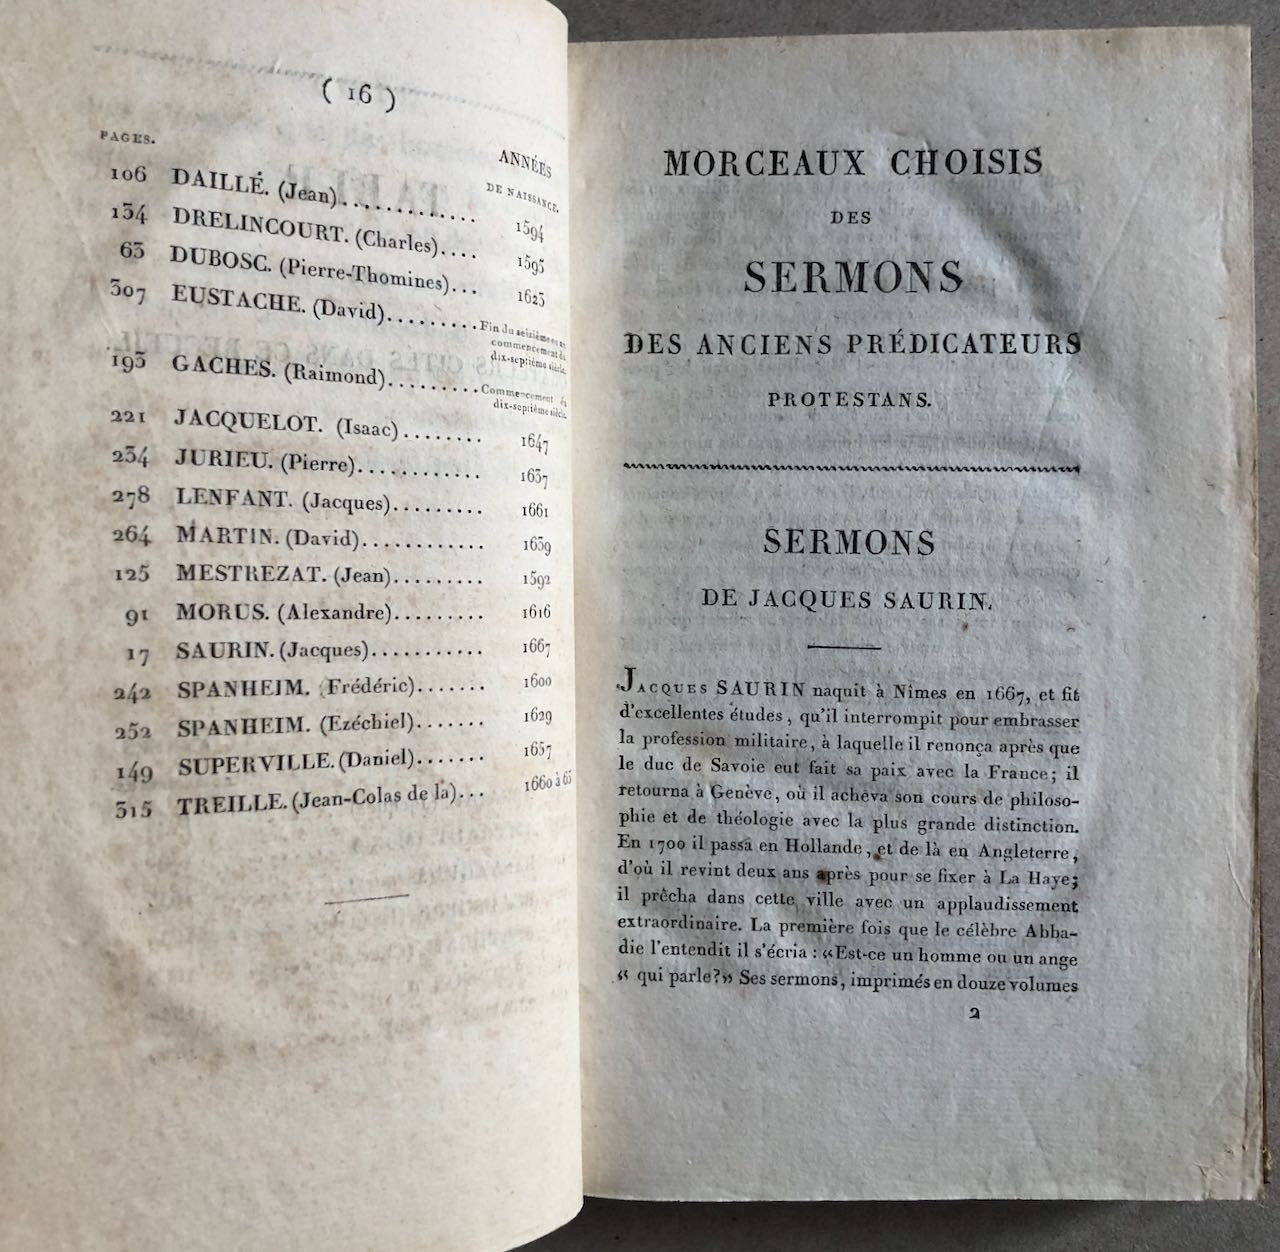 ( 16 )
PAGES.
ANNÉES
DE NAISSANCE.
106 DAILLÉ. (Jean)............. 1594
134 DRELINCOURT. (Charles).... 1595
63 DUBOSC. (Pierre-Thomines)... 1623
307 EUSTACHE. (David)......... Fin du seizième ou au
commencement du
dix-septième siècle.
193 GACHES. (Raimond)......... Commencement du
dix-septième siècle.
221 JACQUELOT. (Isaac)........ 1647
234 JURIEU. (Pierre)............ 1637
278 LENFANT. (Jacques)......... 1661
264 MARTIN. (David)............ 1639
125 MESTREZAT. (Jean)......... 1592
91 MORUS. (Alexandre)......... 1616
17 SAURIN. (Jacques)........... 1667
242 SPANHEIM. (Frédéric)....... 1600
252 SPANHEIM. (Ezéchiel)....... 1629
149 SUPERVILLE. (Daniel)....... 1657
315 TREILLE. (Jean-Colas de la)... 1660 à 65
MORCEAUX CHOISIS
DES
SERMONS
DES ANCIENS PRÉDICATEURS
PROTESTANS.
SERMONS
DE JACQUES SAURIN.
JACQUES SAURIN naquit à Nîmes en 1667, et fit
d'excellentes études, qu'il interrompit pour embrasser
la profession militaire, à laquelle il renonça après que
le duc de Savoie eut fait sa paix avec la France; il
retourna à Genève, où il acheva son cours de philoso-
phie et de théologie avec la plus grande distinction.
En 1700 il passa en Hollande, et de là en Angleterre,
d'où il revint deux ans après pour se fixer à La Haye;
il prêcha dans cette ville avec un applaudissement
extraordinaire. La première fois que le célèbre Abba-
die l'entendit il s'écria : «Est-ce un homme ou un ange
« qui parle?» Ses sermons, imprimés en douze volumes
2